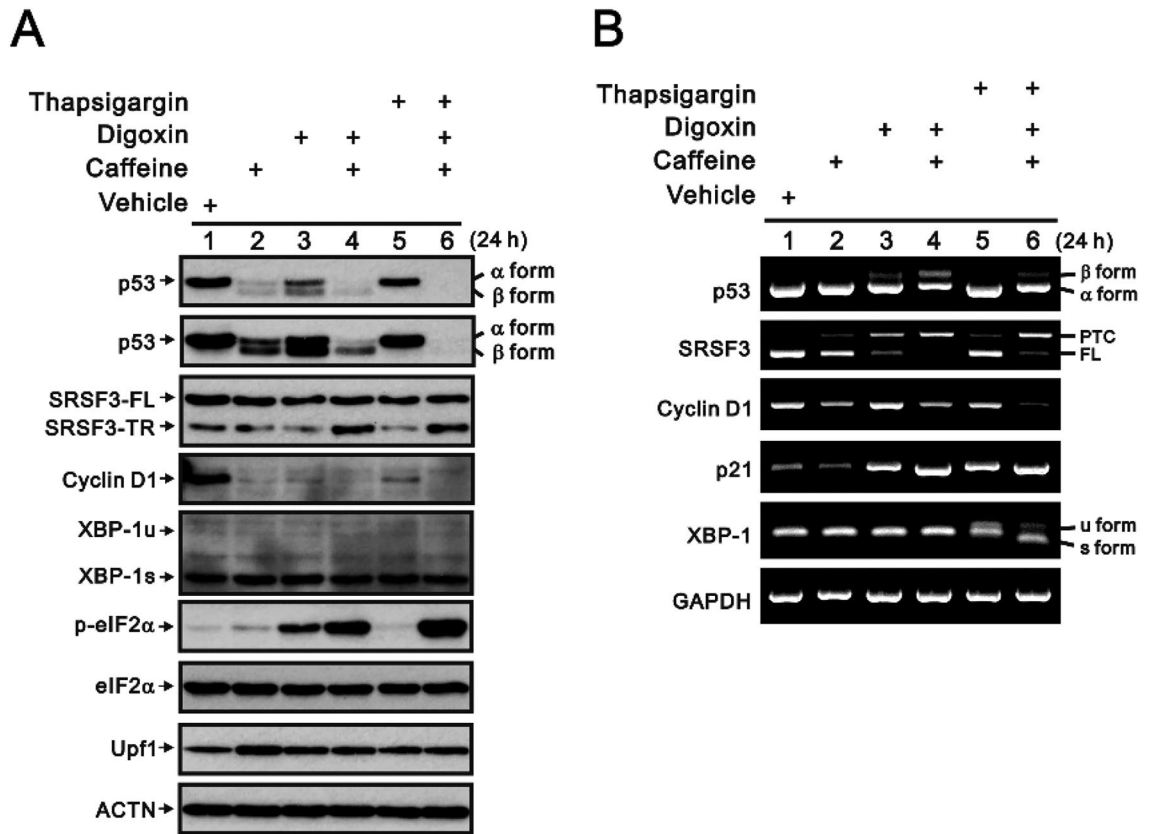 A
Thapsigargin + +
Digoxin + + +
Caffeine + + +
Vehicle +
1 2 3 4 5 6 (24 h)
p53 α form
β form
p53 α form
β form
SRSF3-FL
SRSF3-TR
Cyclin D1
XBP-1u
XBP-1s
p-eIF2α
eIF2α
Upf1
ACTN
B
Thapsigargin + +
Digoxin + + +
Caffeine + + +
Vehicle +
1 2 3 4 5 6 (24 h)
p53 β form
α form
SRSF3 PTC
FL
Cyclin D1
p21
XBP-1 u form
s form
GAPDH